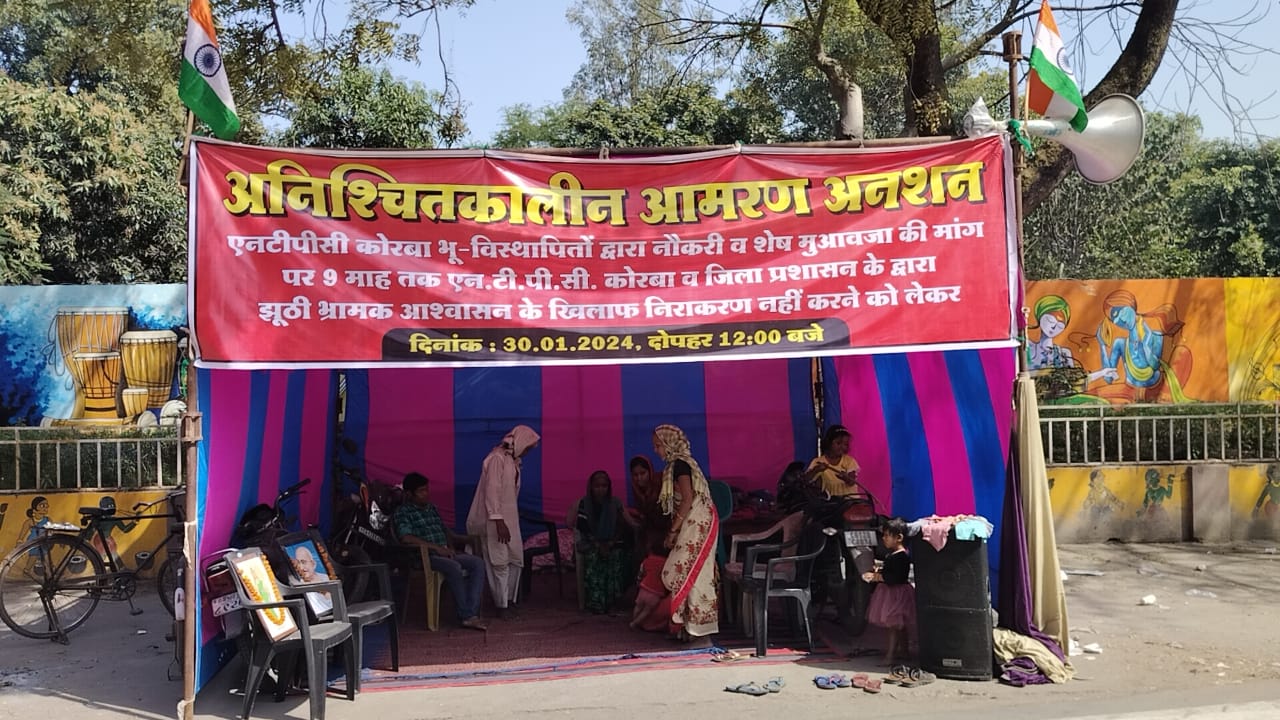 अनिश्चितकालीन आमरण अनशन
एनटीपीसी कोरबा भू-विस्थापितों द्वारा नौकरी व शेष मुआवजा की मांग
पर 9 माह तक एन.टी.पी.सी. कोरबा व जिला प्रशासन के द्वारा
झूठी भ्रामक आश्वासन के खिलाफ निराकरण नहीं करने को लेकर
दिनांक : 30.01.2024, दोपहर 12:00 बजे